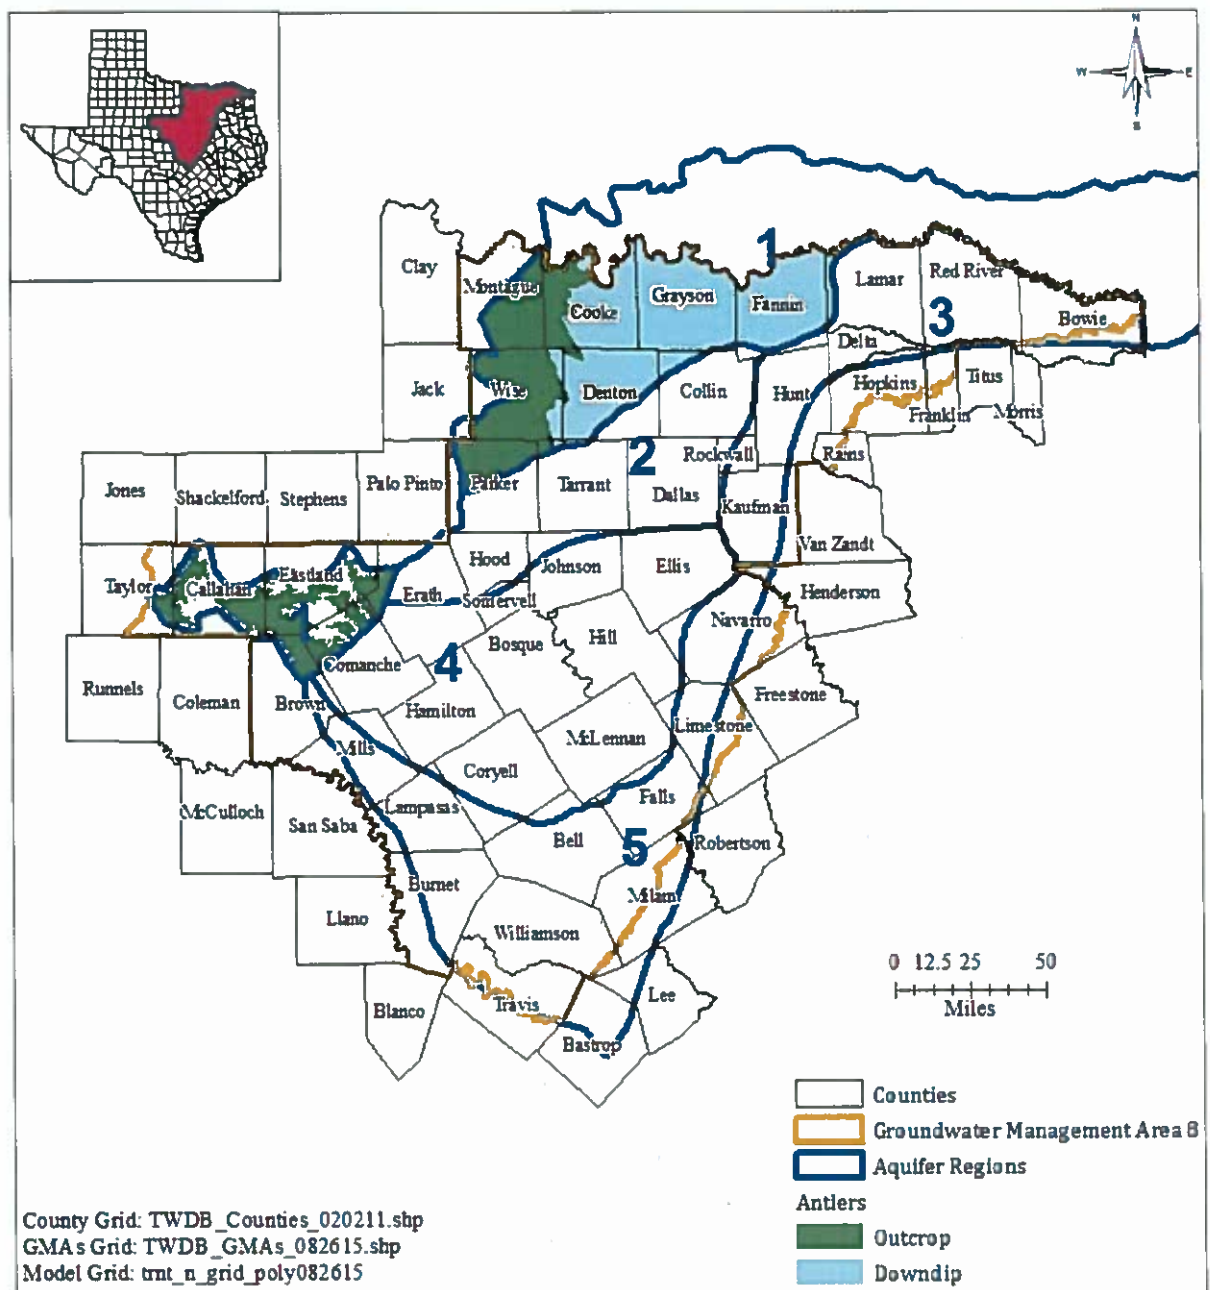 N
W E
S
1
Clay
Red River
Lamar
Montague
Grayson
Fannin
Cooke
3
Bowie
Delta
Jack
Wise
Denton
Collin
Hunt
Hopkins
Titus
Franklin
Morris
2
Rockwall
Rains
Jones
Shackelford
Stephens
Palo Pinto
Parker
Tarrant
Dallas
Kaufman
Van Zandt
Taylor
Callahan
Eastland
Hood
Johnson
Ellis
Erath
Somervell
Henderson
Navarro
Hill
Bosque
4
Comanche
Runnels
Coleman
Brown
Hamilton
Freestone
Limestone
McLennan
Mills
Coryell
Falls
Lampasas
McCulloch
San Saba
Bell
5
Robertson
Burnet
Milam
Llano
Williamson
Lee
Travis
Blanco
Bastrop
0 12.5 25 50
Miles
Counties
Groundwater Management Area 8
Aquifer Regions
Antlers
Outcrop
Downdip
County Grid: TWDB_Counties_020211.shp
GMAs Grid: TWDB_GMAs_082615.shp
Model Grid: trnt_n_grid_poly082615